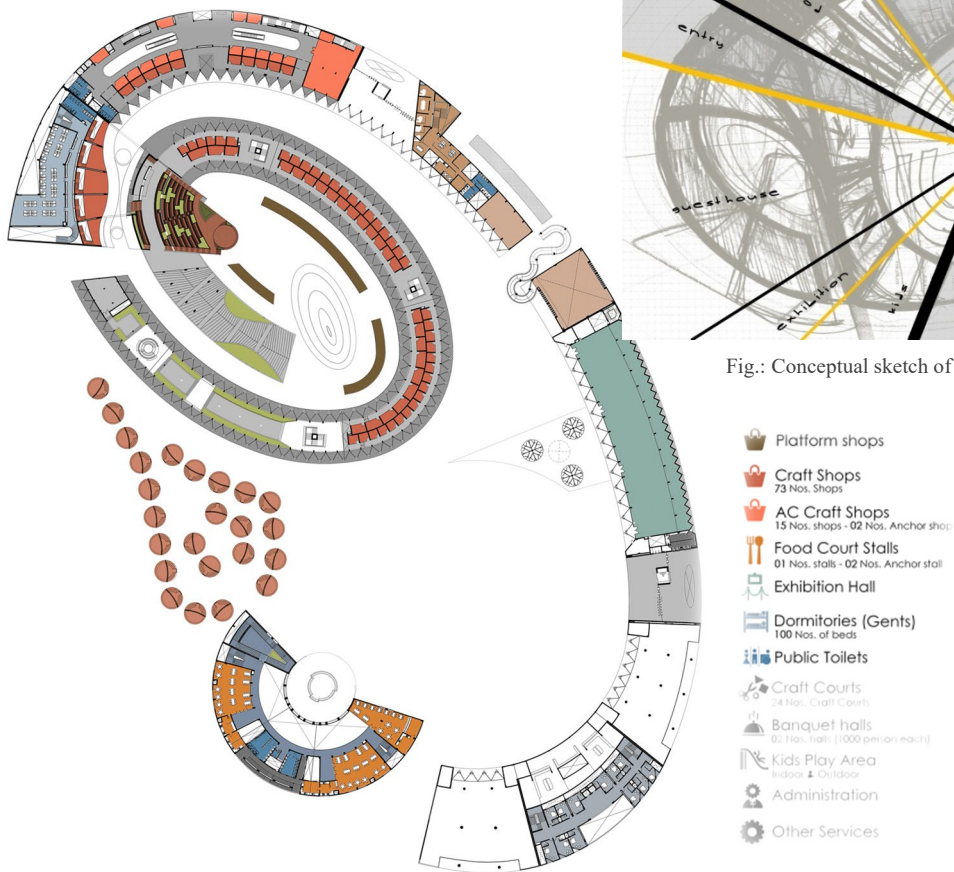 entry
guesthouse
exhibition
kids
Fig.: Conceptual sketch of
Platform shops
Craft Shops
73 Nos. Shops
AC Craft Shops
15 Nos. shops - 02 Nos. Anchor shop
Food Court Stalls
01 Nos. stalls - 02 Nos. Anchor stall
Exhibition Hall
Dormitories (Gents)
100 Nos. of beds
Public Toilets
Craft Courts
24 Nos. Craft Courts
Banquet halls
02 Nos. halls (1000 person each)
Kids Play Area
Indoor & Outdoor
Administration
Other Services